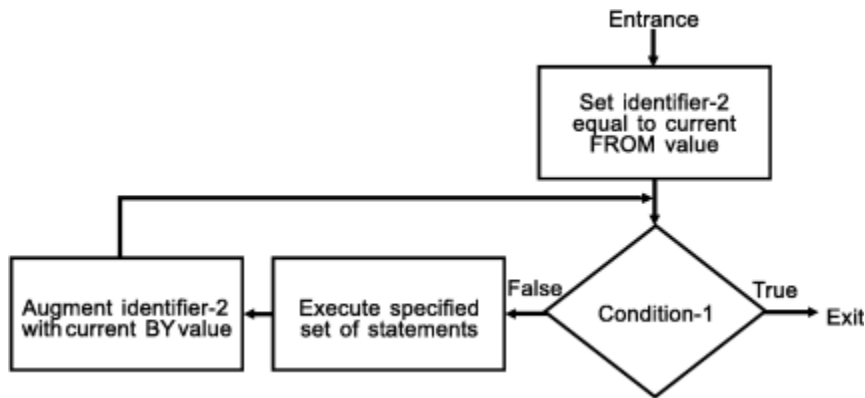 Entrance
Set identifier-2
equal to current
FROM value
False
True
Condition-1
Exit
Execute specified
set of statements
Augment identifier-2
with current BY value